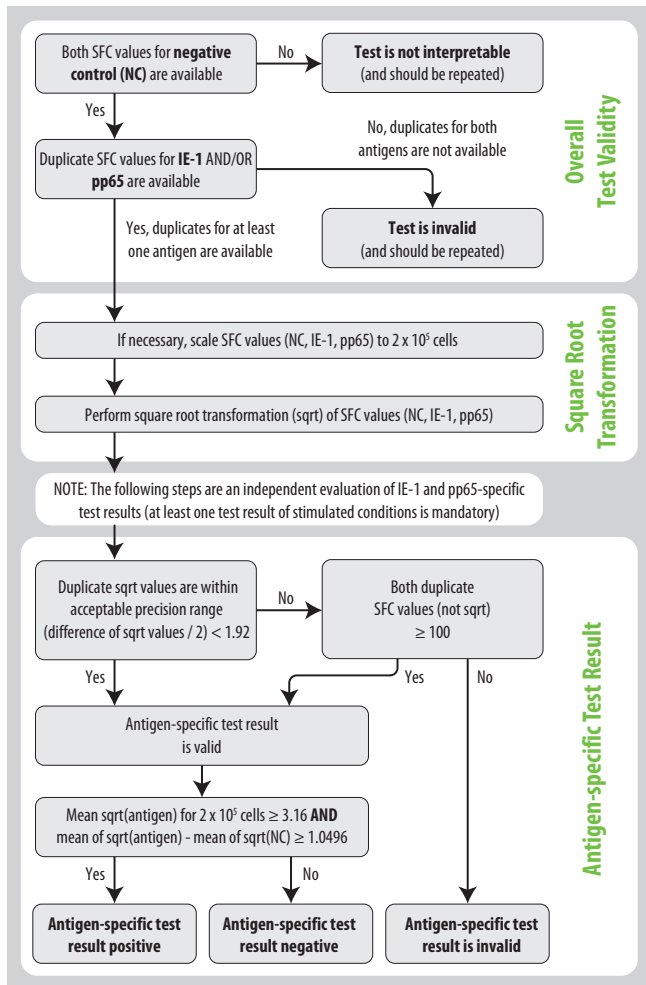 Both SFC values for negative
control (NC) are available
No
Test is not interpretable
(and should be repeated)
Yes
Duplicate SFC values for IE-1 AND/OR
pp65 are available
No, duplicates for both
antigens are not available
Yes, duplicates for at least
one antigen are available
Test is invalid
(and should be repeated)
Overall
Test Validity
If necessary, scale SFC values (NC, IE-1, pp65) to 2 x 10⁵ cells
Perform square root transformation (sqrt) of SFC values (NC, IE-1, pp65)
Square Root
Transformation
NOTE: The following steps are an independent evaluation of IE-1 and pp65-specific
test results (at least one test result of stimulated conditions is mandatory)
Duplicate sqrt values are within
acceptable precision range
(difference of sqrt values / 2) < 1.92
No
Both duplicate
SFC values (not sqrt)
≥ 100
Yes
Yes
No
Antigen-specific test result
is valid
Mean sqrt(antigen) for 2 x 10⁵ cells ≥ 3.16 AND
mean of sqrt(antigen) - mean of sqrt(NC) ≥ 1.0496
Yes
No
Antigen-specific test
result positive
Antigen-specific test
result negative
Antigen-specific test
result is invalid
Antigen-specific Test Result